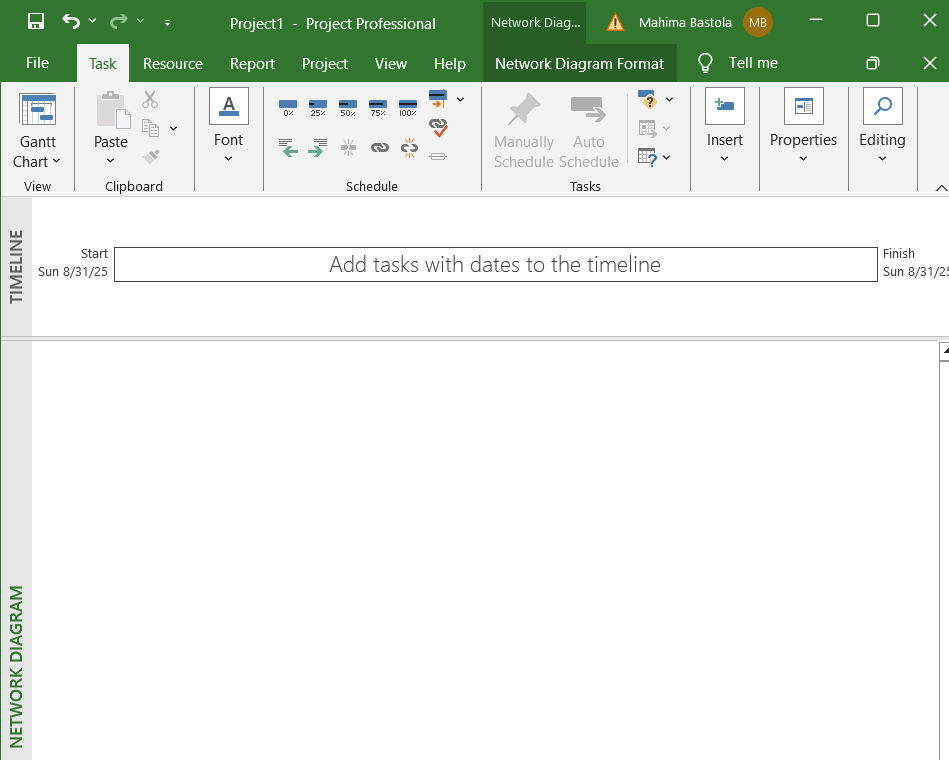 Project1 - Project Professional
Network Diag...
Mahima Bastola
MB
File
Task
Resource
Report
Project
View
Help
Network Diagram Format
Tell me
Gantt
Chart
View
Paste
Clipboard
A
Font
0%
25%
50%
75%
100%
Schedule
Manually
Schedule
Auto
Schedule
Tasks
Insert
Properties
Editing
TIMELINE
Start
Sun 8/31/25
Add tasks with dates to the timeline
Finish
Sun 8/31/25
NETWORK DIAGRAM